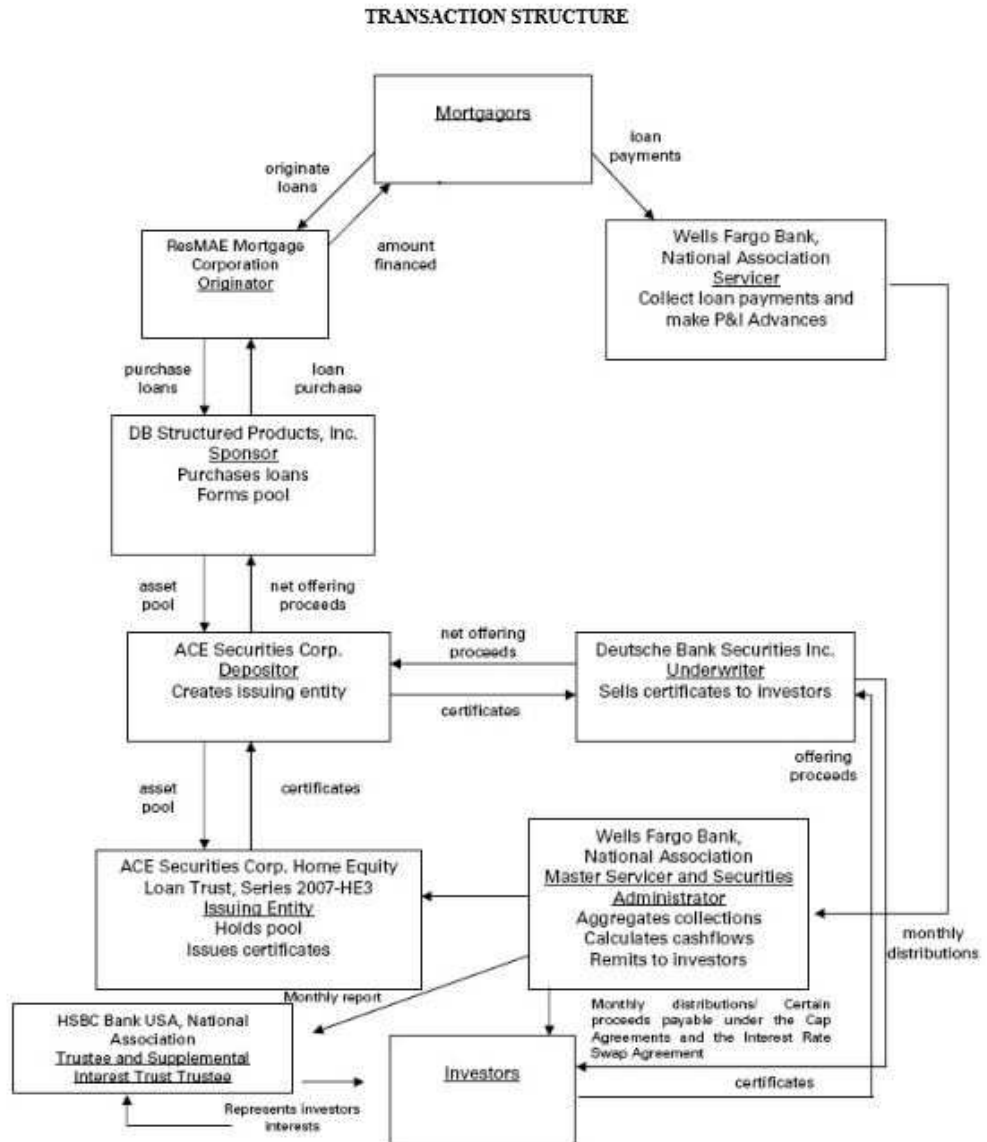 TRANSACTION STRUCTURE
Mortgagors
originate
loans
loan
payments
ResMAE Mortgage
Corporation
Originator
amount
financed
Wells Fargo Bank,
National Association
Servicer
Collect loan payments and
make P&I Advances
purchase
loans
loan
purchase
DB Structured Products, Inc.
Sponsor
Purchases loans
Forms pool
asset
pool
net offering
proceeds
ACE Securities Corp.
Depositor
Creates issuing entity
net offering
proceeds
certificates
Deutsche Bank Securities Inc.
Underwriter
Sells certificates to investors
asset
pool
certificates
offering
proceeds
ACE Securities Corp. Home Equity
Loan Trust, Series 2007-HE3
Issuing Entity
Holds pool
Issues certificates
Wells Fargo Bank,
National Association
Master Servicer and Securities
Administrator
Aggregates collections
Calculates cashflows
Remits to investors
monthly
distributions
Monthly report
HSBC Bank USA, National
Association
Trustee and Supplemental
Interest Trust Trustee
Monthly distributions/ Certain
proceeds payable under the Cap
Agreements and the Interest Rate
Swap Agreement
Investors
certificates
Represents investors
interests